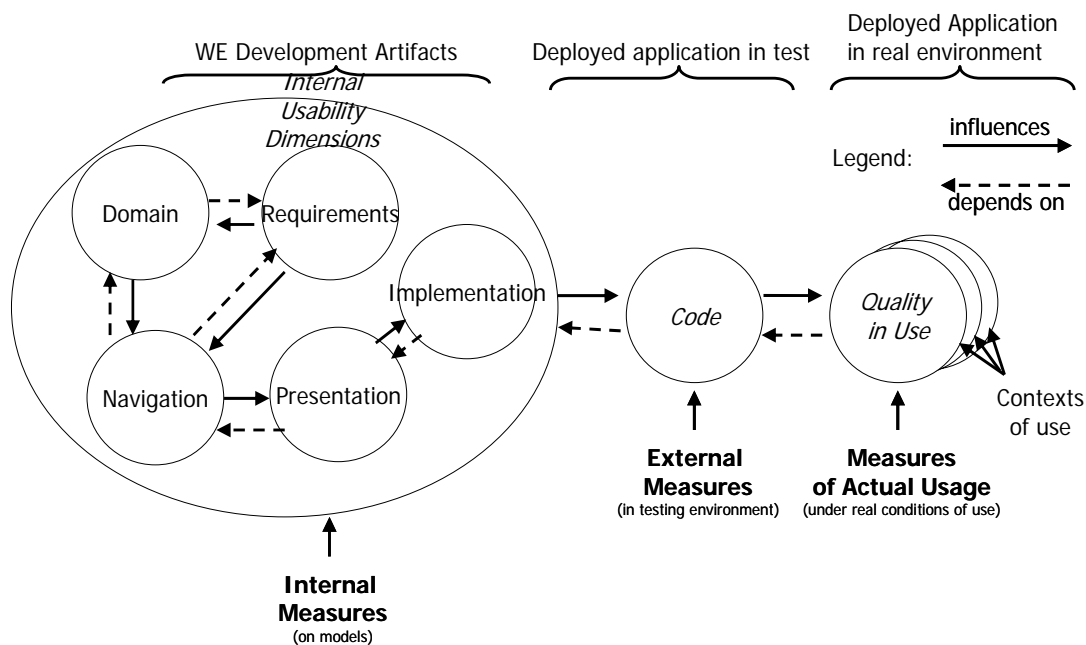 WE Development Artifacts
Deployed application in test
Deployed Application
in real environment
Internal
Usability
Dimensions
influences
Legend:
depends on
Domain
Requirements
Implementation
Code
Quality
in Use
Navigation
Presentation
Contexts
of use
External
Measures
(in testing environment)
Measures
of Actual Usage
(under real conditions of use)
Internal
Measures
(on models)